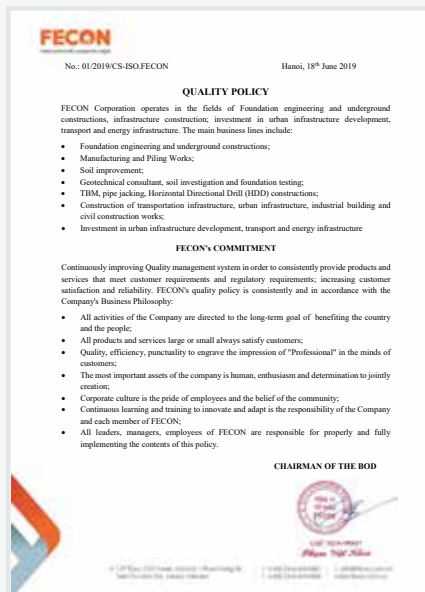 FECON
No.: 01/2019/CS-ISO.FECON Hanoi, 18th June 2019
QUALITY POLICY
FECON Corporation operates in the fields of Foundation engineering and underground
constructions, infrastructure construction; investment in urban infrastructure development,
transport and energy infrastructure. The main business lines include:
• Foundation engineering and underground constructions;
• Manufacturing and Piling Works;
• Soil improvement;
• Geotechnical consultant, soil investigation and foundation testing;
• TBM, pipe jacking, Horizontal Directional Drill (HDD) constructions;
• Construction of transportation infrastructure, urban infrastructure, industrial building and
civil construction works;
• Investment in urban infrastructure development, transport and energy infrastructure
FECON's COMMITMENT
Continuously improving Quality management system in order to consistently provide products and
services that meet customer requirements and regulatory requirements; increasing customer
satisfaction and reliability. FECON's quality policy is consistently and in accordance with the
Company's Business Philosophy:
• All activities of the Company are directed to the long-term goal of benefiting the country
and the people;
• All products and services large or small always satisfy customers;
• Quality, efficiency, punctuality to engrave the impression of "Professional" in the minds of
customers;
• The most important assets of the company is human, enthusiasm and determination to jointly
creation;
• Corporate culture is the pride of employees and the belief of the community;
• Continuous learning and training to innovate and adapt is the responsibility of the Company
and each member of FECON;
• All leaders, managers, employees of FECON are responsible for properly and fully
implementing the contents of this policy.
CHAIRMAN OF THE BOD
FECON